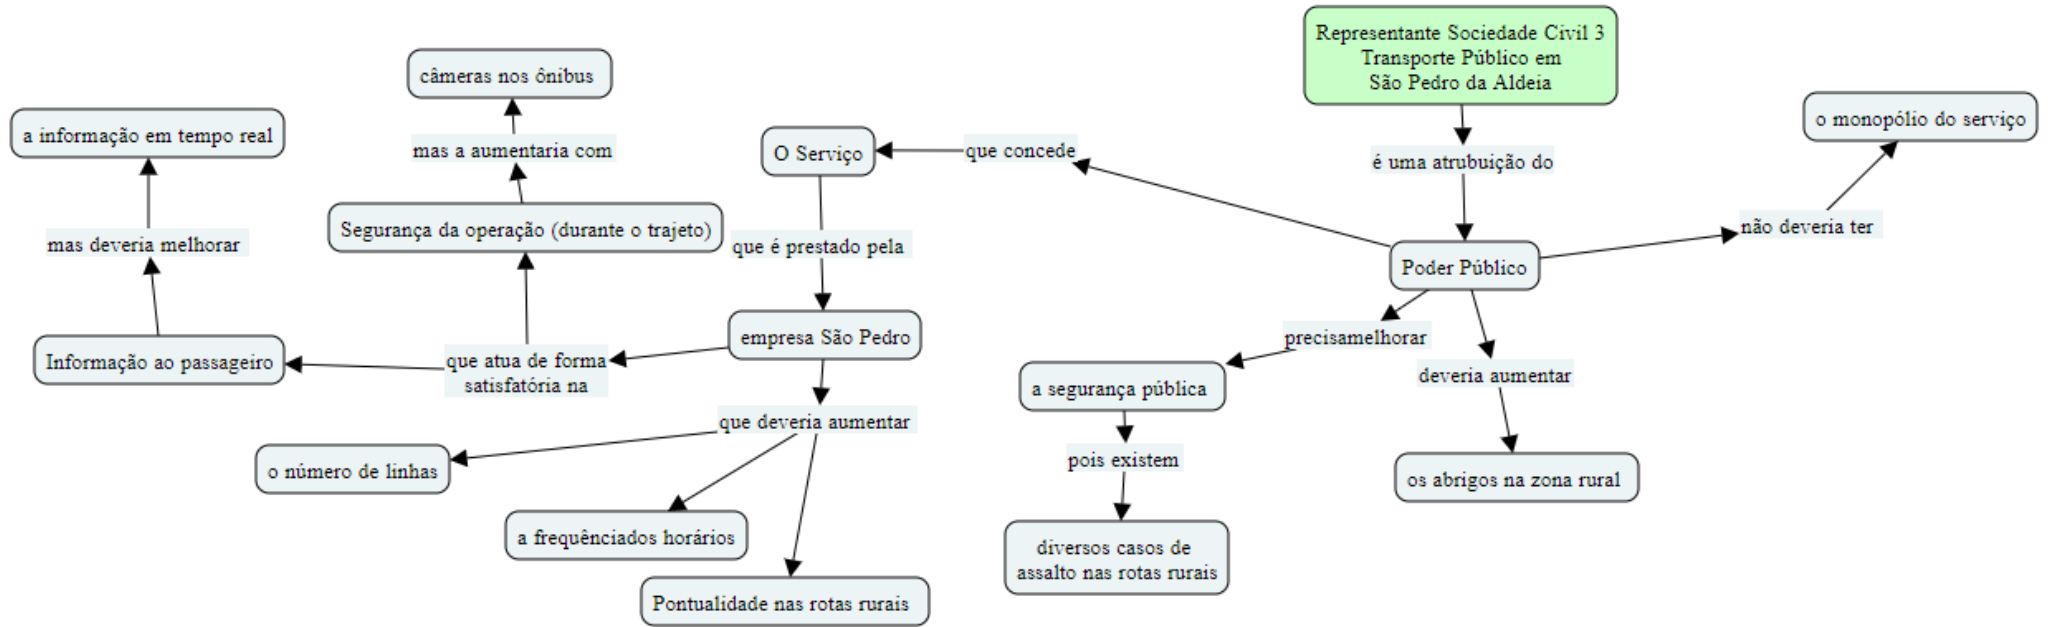 Representante Sociedade Civil 3
Transporte Público em
São Pedro da Aldeia
é uma atrubuição do
Poder Público
que concede
O Serviço
que é prestado pela
empresa São Pedro
que atua de forma
satisfatória na
Segurança da operação (durante o trajeto)
mas a aumentaria com
câmeras nos ônibus
Informação ao passageiro
mas deveria melhorar
a informação em tempo real
que deveria aumentar
o número de linhas
a frequênciados horários
Pontualidade nas rotas rurais
precisamelhorar
a segurança pública
pois existem
diversos casos de
assalto nas rotas rurais
deveria aumentar
os abrigos na zona rural
não deveria ter
o monopólio do serviço